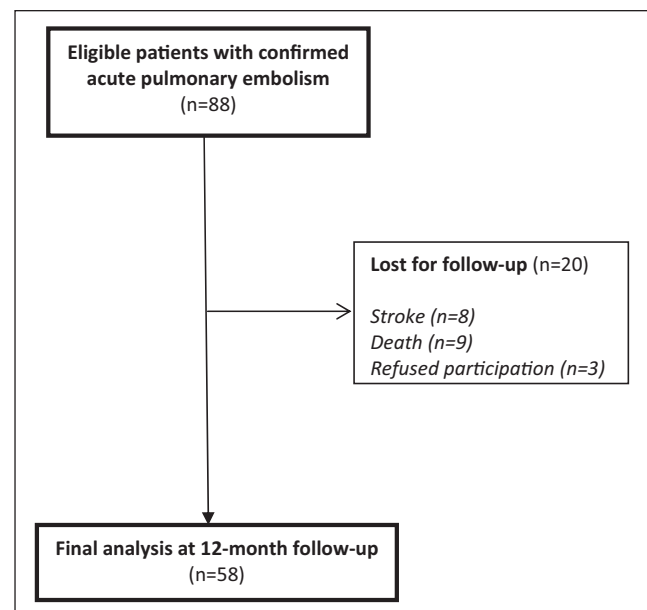 Eligible patients with confirmed
acute pulmonary embolism
(n=88)
Lost for follow-up (n=20)
Stroke (n=8)
Death (n=9)
Refused participation (n=3)
Final analysis at 12-month follow-up
(n=58)